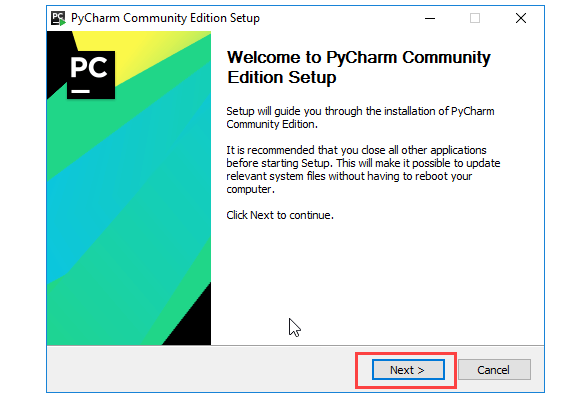 PC PyCharm Community Edition Setup
PC
Welcome to PyCharm Community
Edition Setup
Setup will guide you through the installation of PyCharm
Community Edition.
It is recommended that you close all other applications
before starting Setup. This will make it possible to update
relevant system files without having to reboot your
computer.
Click Next to continue.
Next >
Cancel